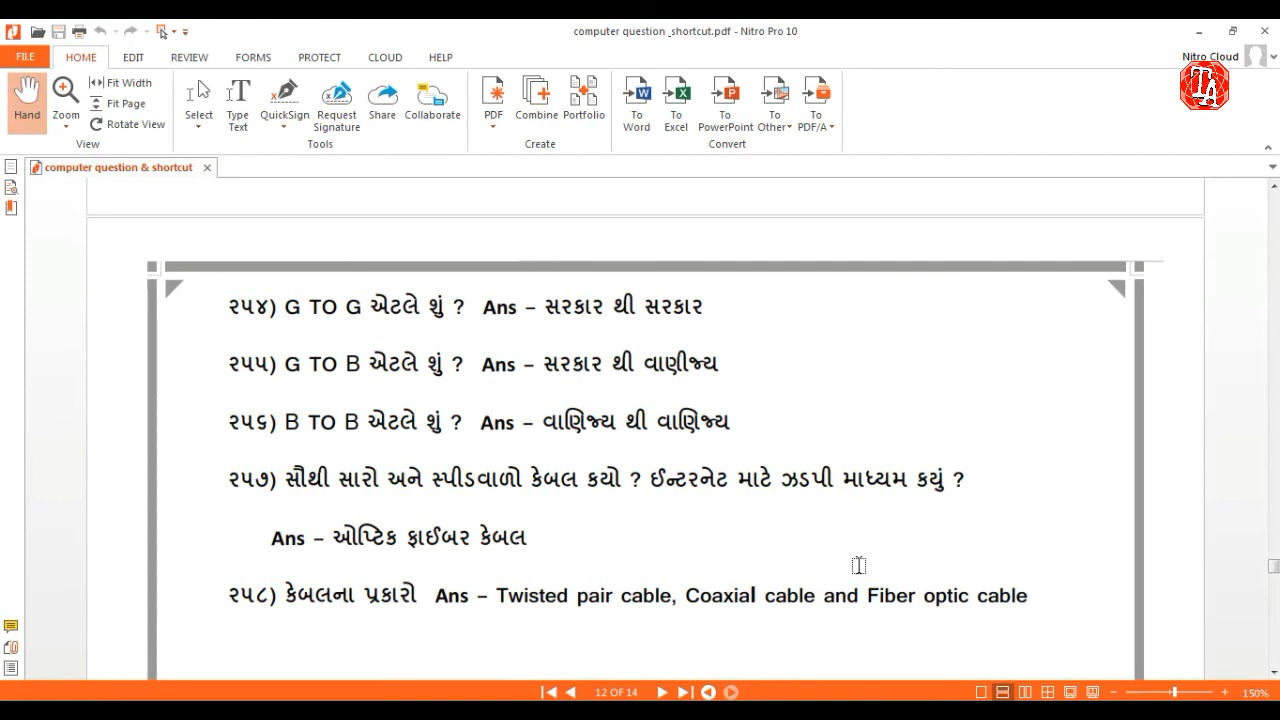 computer question _shortcut.pdf - Nitro Pro 10
FILE HOME EDIT REVIEW FORMS PROTECT CLOUD HELP
Nitro Cloud
Hand Zoom Fit Width Fit Page Rotate View Select Type Text QuickSign Request Signature Share Collaborate PDF Combine Portfolio To Word To Excel To PowerPoint To Other To PDF/A
View Tools Create Convert
TA
computer question & shortcut
૨૫૪) G TO G એટલે શું ? Ans – સરકાર થી સરકાર
૨૫૫) G TO B એટલે શું ? Ans – સરકાર થી વાણીજ્ય
૨૫૬) B TO B એટલે શું ? Ans – વાણિજ્ય થી વાણિજ્ય
૨૫૭) સૌથી સારો અને સ્પીડવાળો કેબલ કયો ? ઈન્ટરનેટ માટે ઝડપી માધ્યમ કયું ?
Ans – ઓપ્ટિક ફાઈબર કેબલ
૨૫૮) કેબલના પ્રકારો Ans – Twisted pair cable, Coaxial cable and Fiber optic cable
12 OF 14
150%